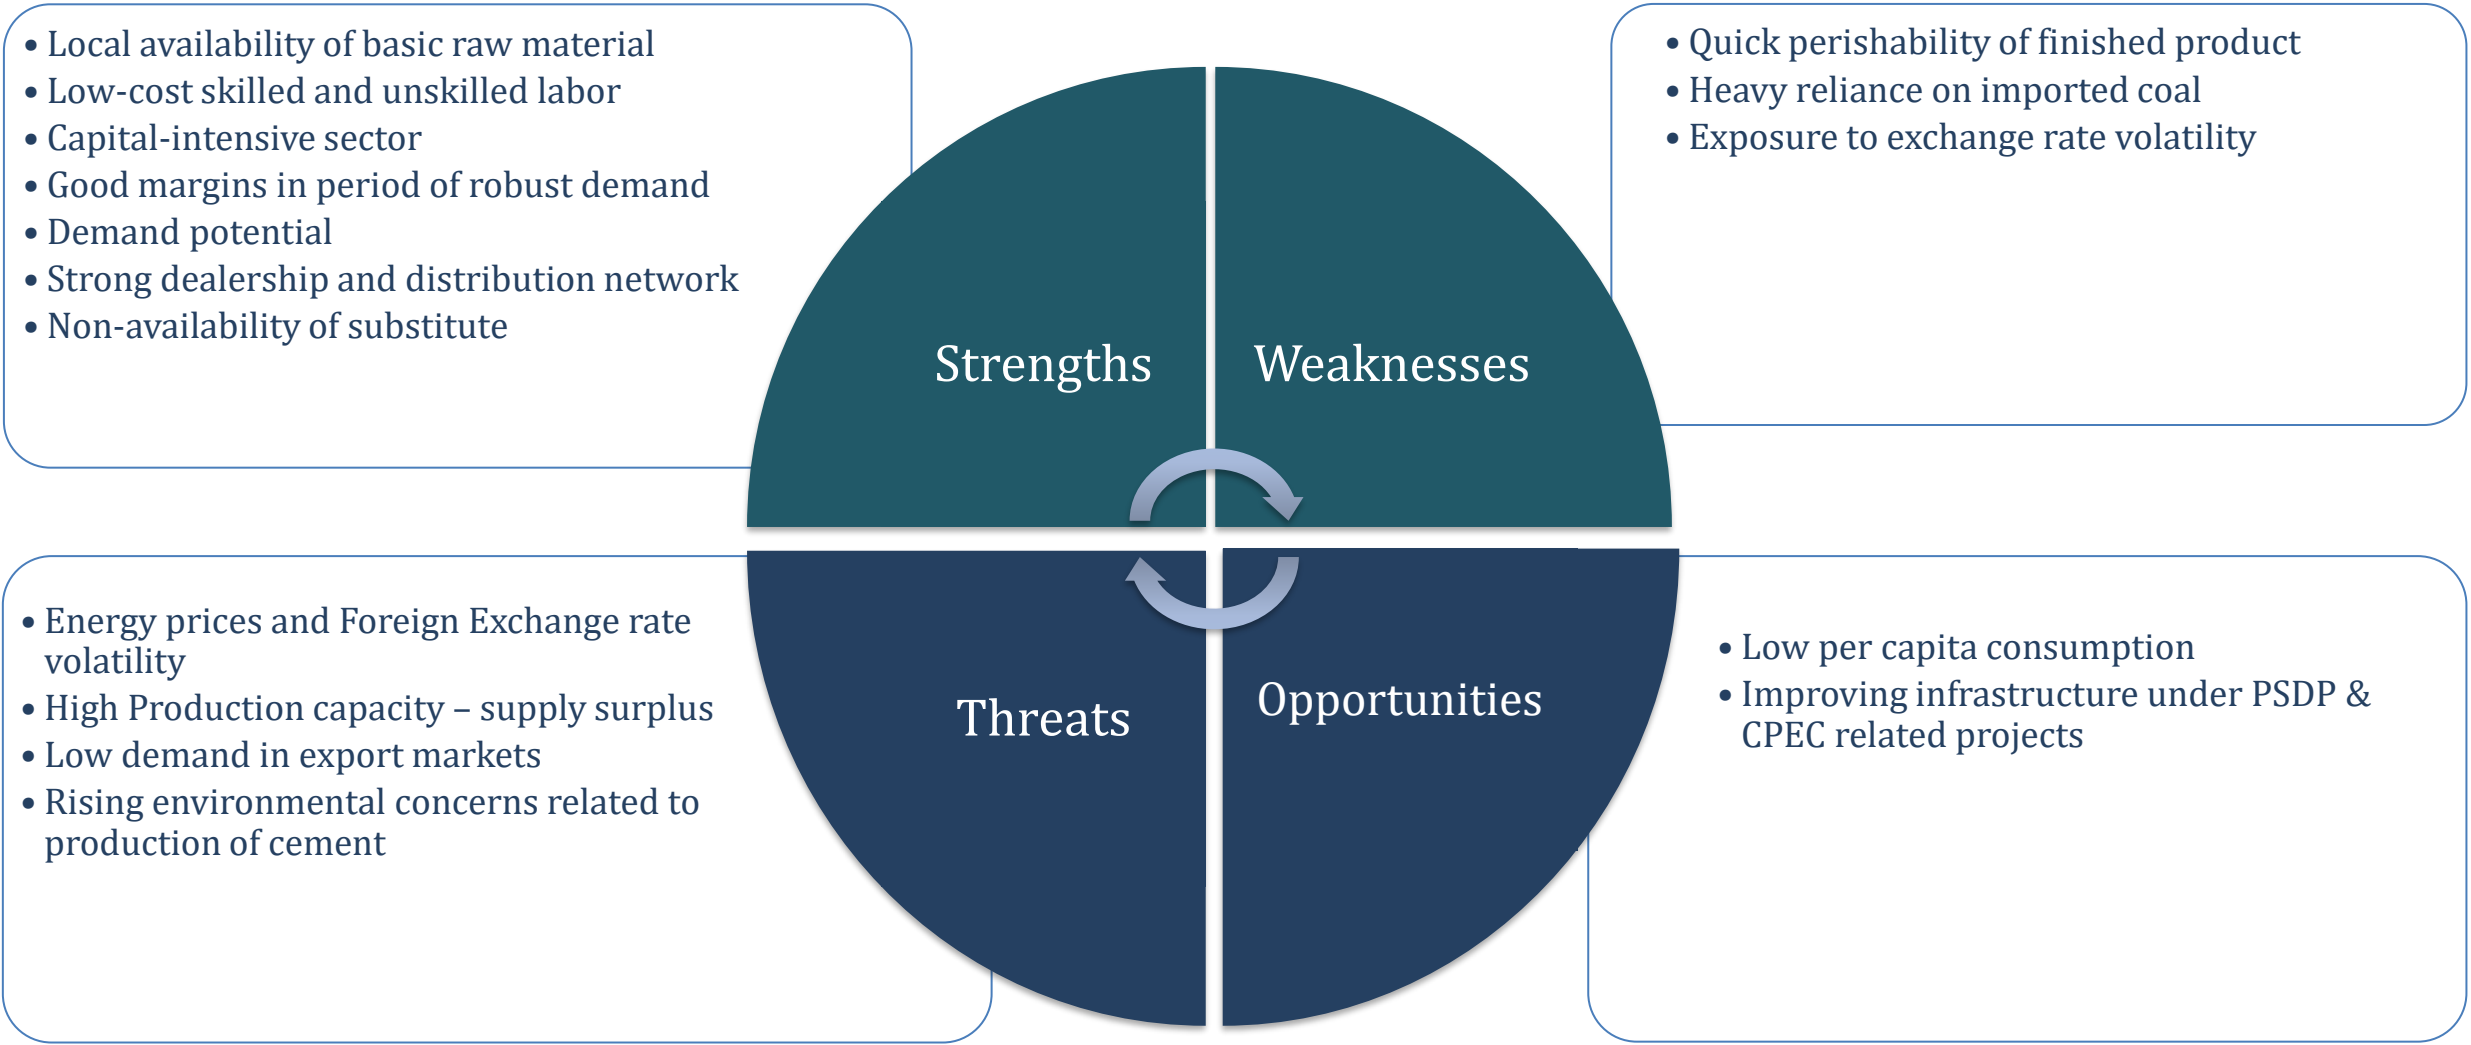 • Local availability of basic raw material
• Low-cost skilled and unskilled labor
• Capital-intensive sector
• Good margins in period of robust demand
• Demand potential
• Strong dealership and distribution network
• Non-availability of substitute
Strengths
• Quick perishability of finished product
• Heavy reliance on imported coal
• Exposure to exchange rate volatility
Weaknesses
• Energy prices and Foreign Exchange rate
volatility
• High Production capacity – supply surplus
• Low demand in export markets
• Rising environmental concerns related to
production of cement
Threats
Opportunities
• Low per capita consumption
• Improving infrastructure under PSDP &
CPEC related projects